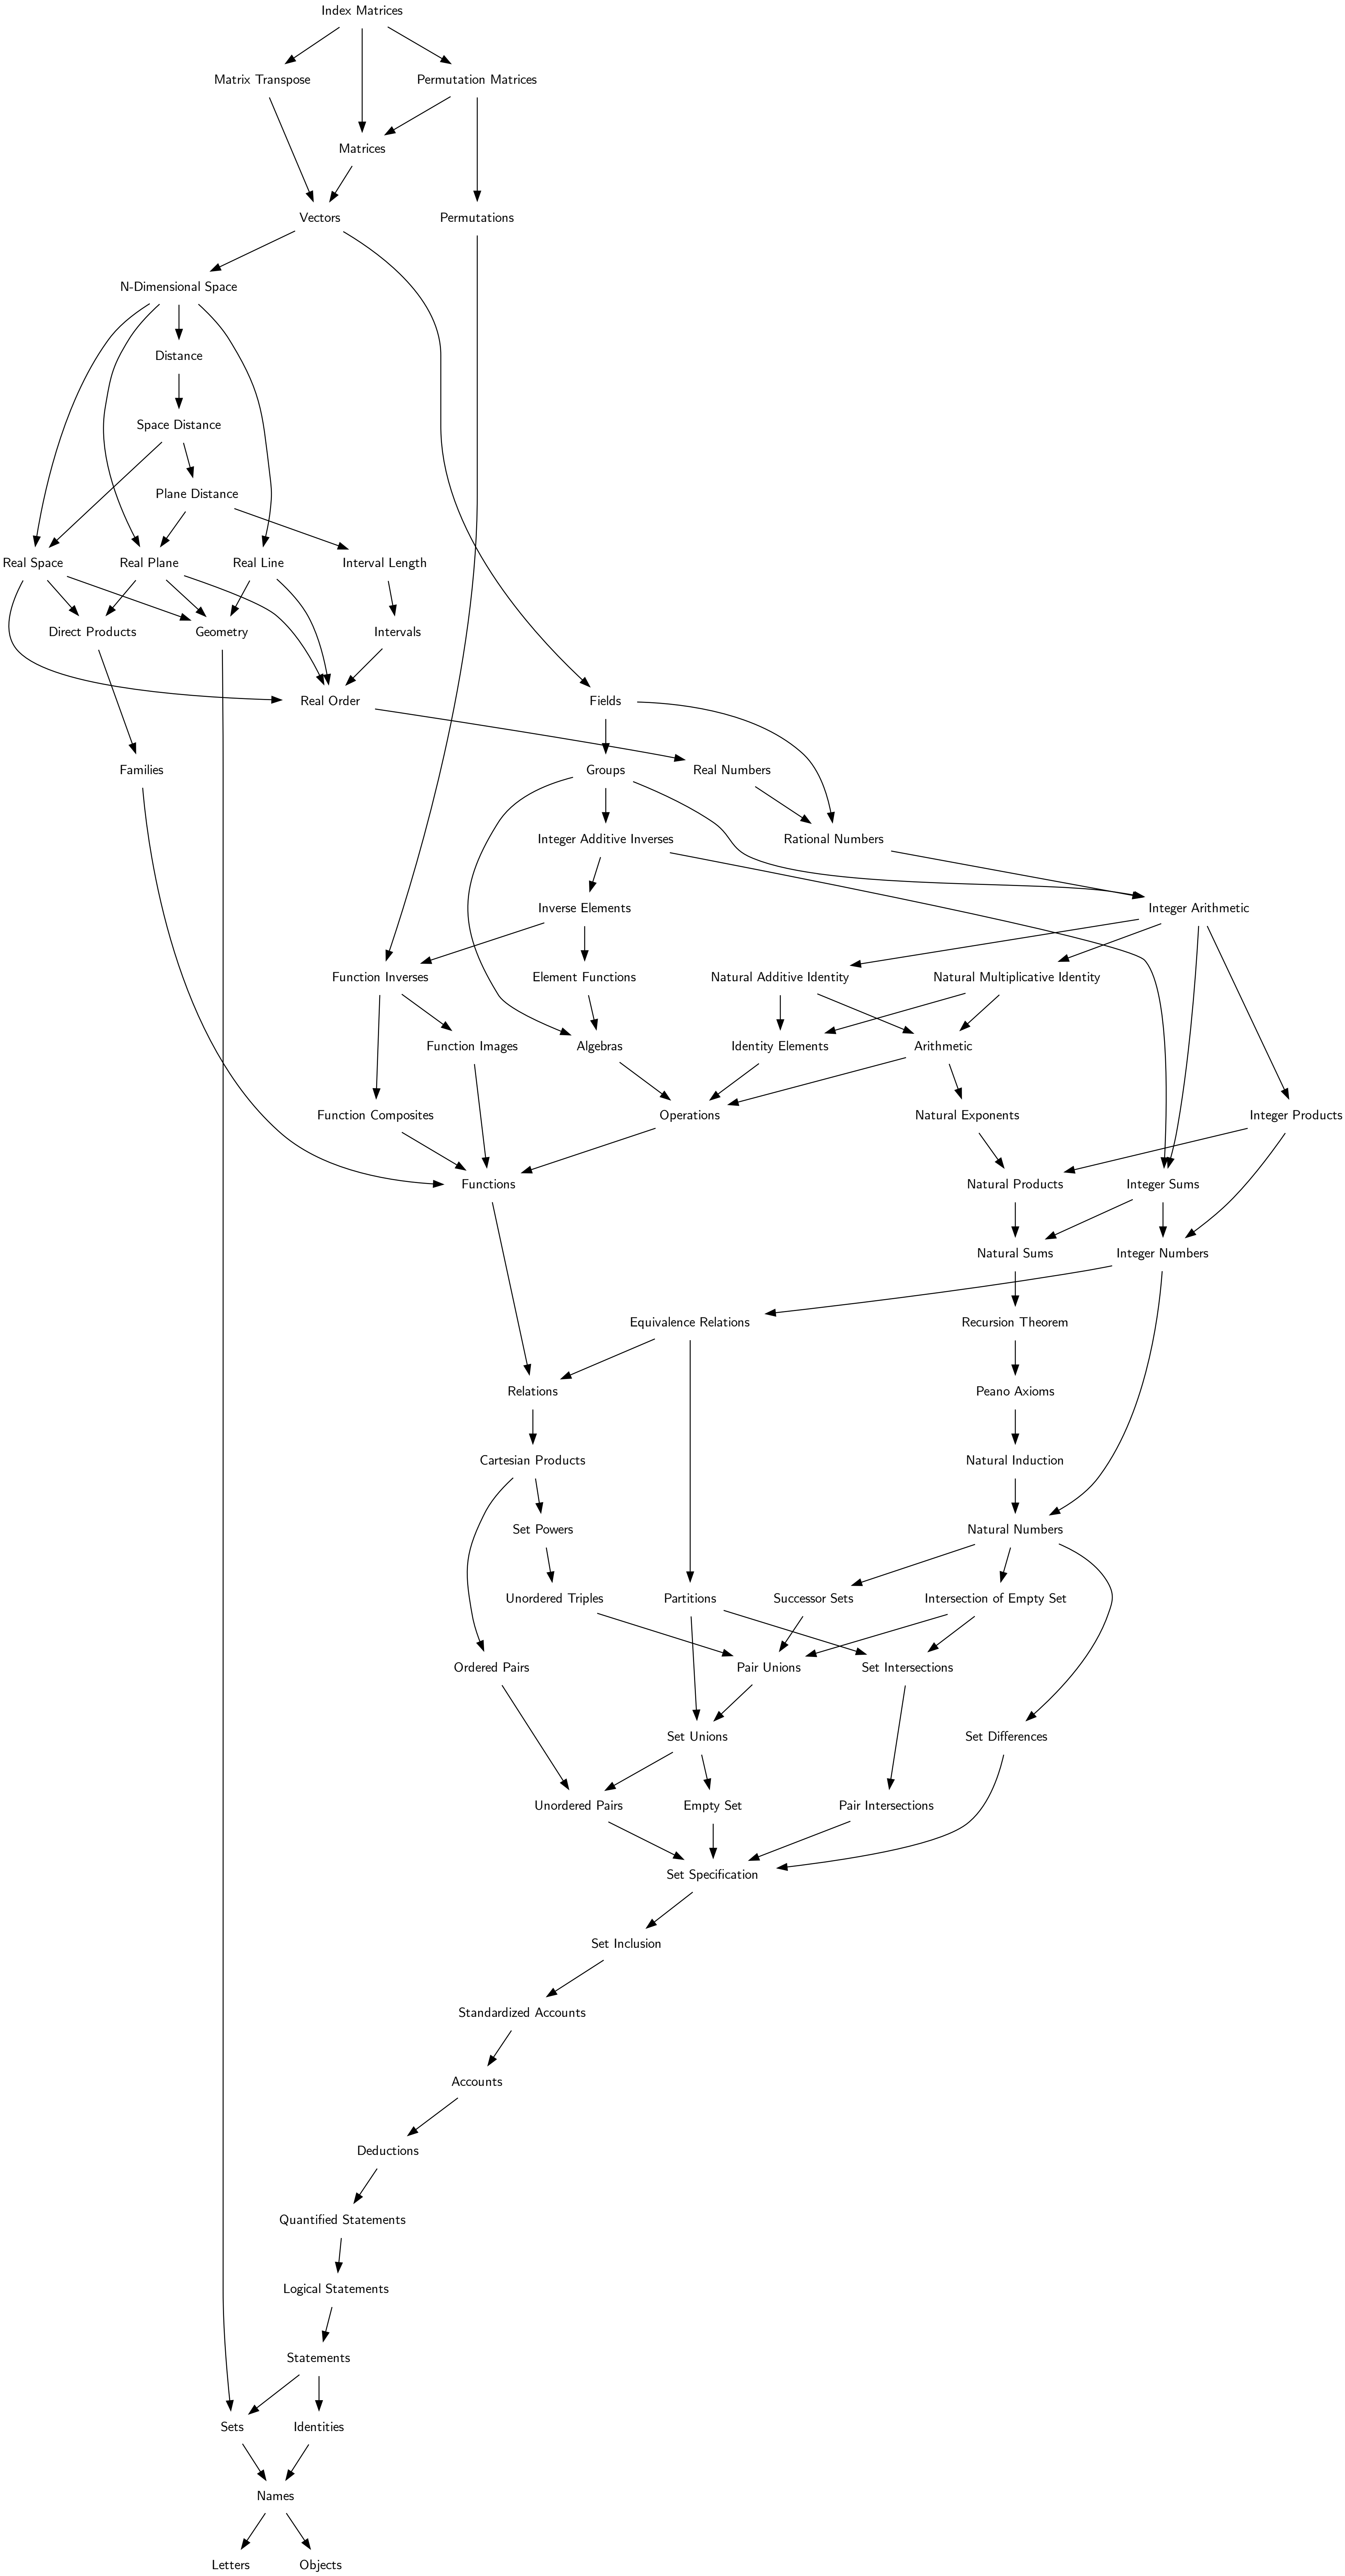 Index Matrices
Matrix Transpose
Permutation Matrices
Matrices
Vectors
Permutations
N-Dimensional Space
Distance
Space Distance
Plane Distance
Real Space
Real Plane
Real Line
Interval Length
Direct Products
Geometry
Intervals
Real Order
Fields
Families
Groups
Real Numbers
Integer Additive Inverses
Rational Numbers
Inverse Elements
Integer Arithmetic
Function Inverses
Element Functions
Natural Additive Identity
Natural Multiplicative Identity
Function Images
Algebras
Identity Elements
Arithmetic
Function Composites
Operations
Natural Exponents
Integer Products
Functions
Natural Products
Integer Sums
Natural Sums
Integer Numbers
Equivalence Relations
Recursion Theorem
Relations
Peano Axioms
Cartesian Products
Natural Induction
Set Powers
Natural Numbers
Unordered Triples
Partitions
Successor Sets
Intersection of Empty Set
Ordered Pairs
Pair Unions
Set Intersections
Set Unions
Set Differences
Unordered Pairs
Empty Set
Pair Intersections
Set Specification
Set Inclusion
Standardized Accounts
Accounts
Deductions
Quantified Statements
Logical Statements
Statements
Sets
Identities
Names
Letters
Objects